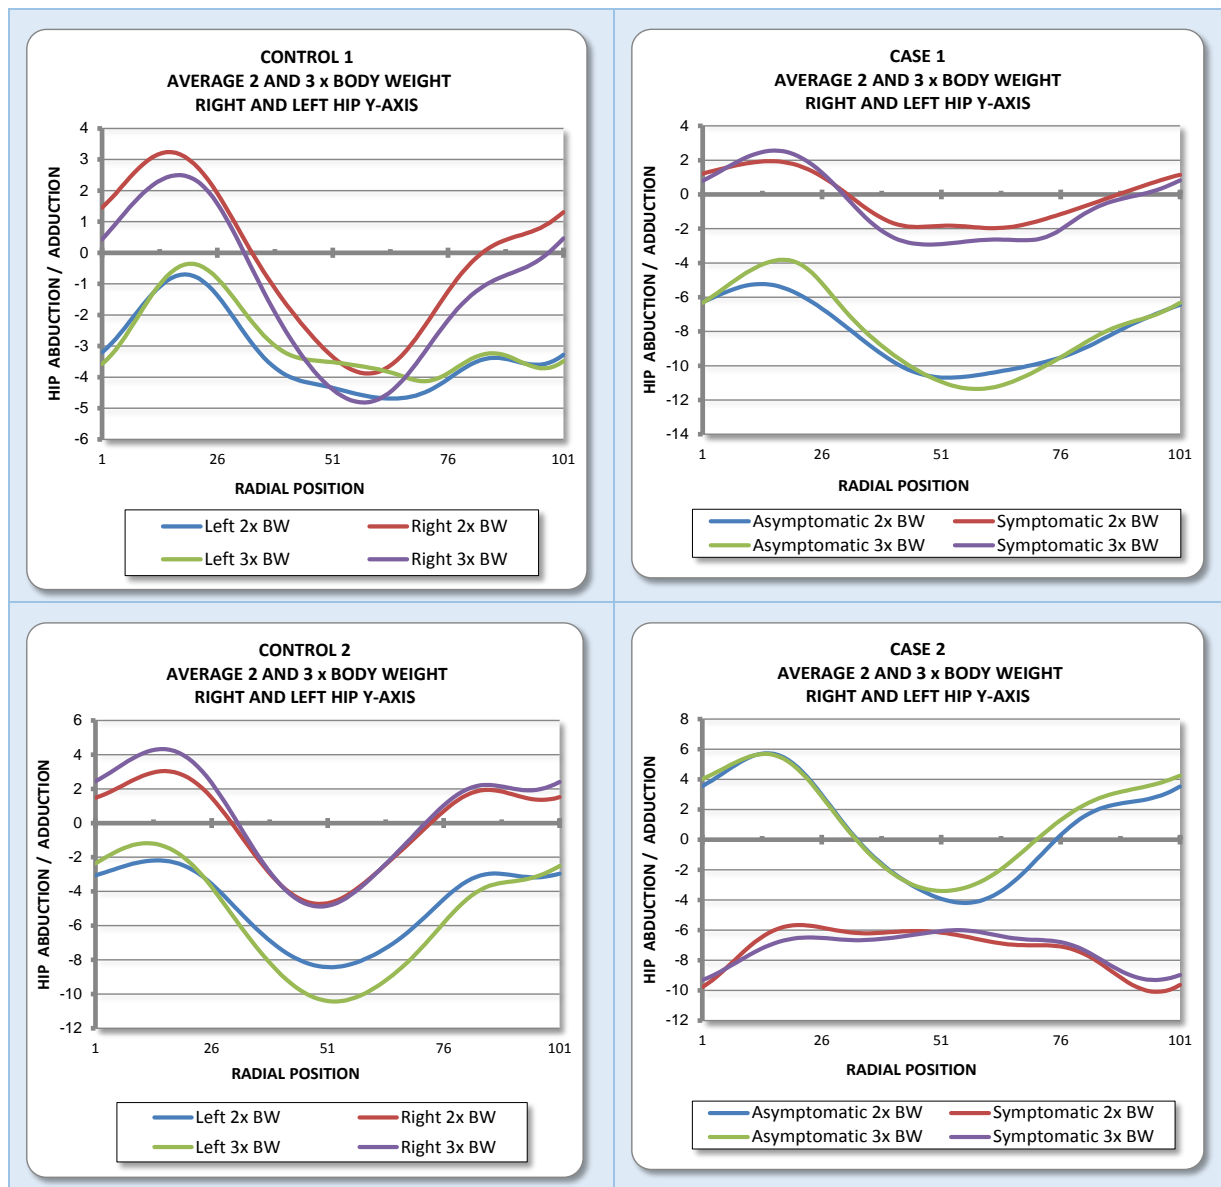 CONTROL 1
AVERAGE 2 AND 3 x BODY WEIGHT
RIGHT AND LEFT HIP Y-AXIS
HIP ABDUCTION / ADDUCTION
4
3
2
1
0
-1
-2
-3
-4
-5
-6
1 26 51 76 101
RADIAL POSITION
Left 2x BW Right 2x BW
Left 3x BW Right 3x BW
CASE 1
AVERAGE 2 AND 3 x BODY WEIGHT
RIGHT AND LEFT HIP Y-AXIS
HIP ABDUCTION / ADDUCTION
4
2
0
-2
-4
-6
-8
-10
-12
-14
1 26 51 76 101
RADIAL POSITION
Asymptomatic 2x BW Symptomatic 2x BW
Asymptomatic 3x BW Symptomatic 3x BW
CONTROL 2
AVERAGE 2 AND 3 x BODY WEIGHT
RIGHT AND LEFT HIP Y-AXIS
HIP ABDUCTION / ADDUCTION
6
4
2
0
-2
-4
-6
-8
-10
-12
1 26 51 76 101
RADIAL POSITION
Left 2x BW Right 2x BW
Left 3x BW Right 3x BW
CASE 2
AVERAGE 2 AND 3 x BODY WEIGHT
RIGHT AND LEFT HIP Y-AXIS
HIP ABDUCTION / ADDUCTION
8
6
4
2
0
-2
-4
-6
-8
-10
-12
1 26 51 76 101
RADIAL POSITION
Asymptomatic 2x BW Symptomatic 2x BW
Asymptomatic 3x BW Symptomatic 3x BW